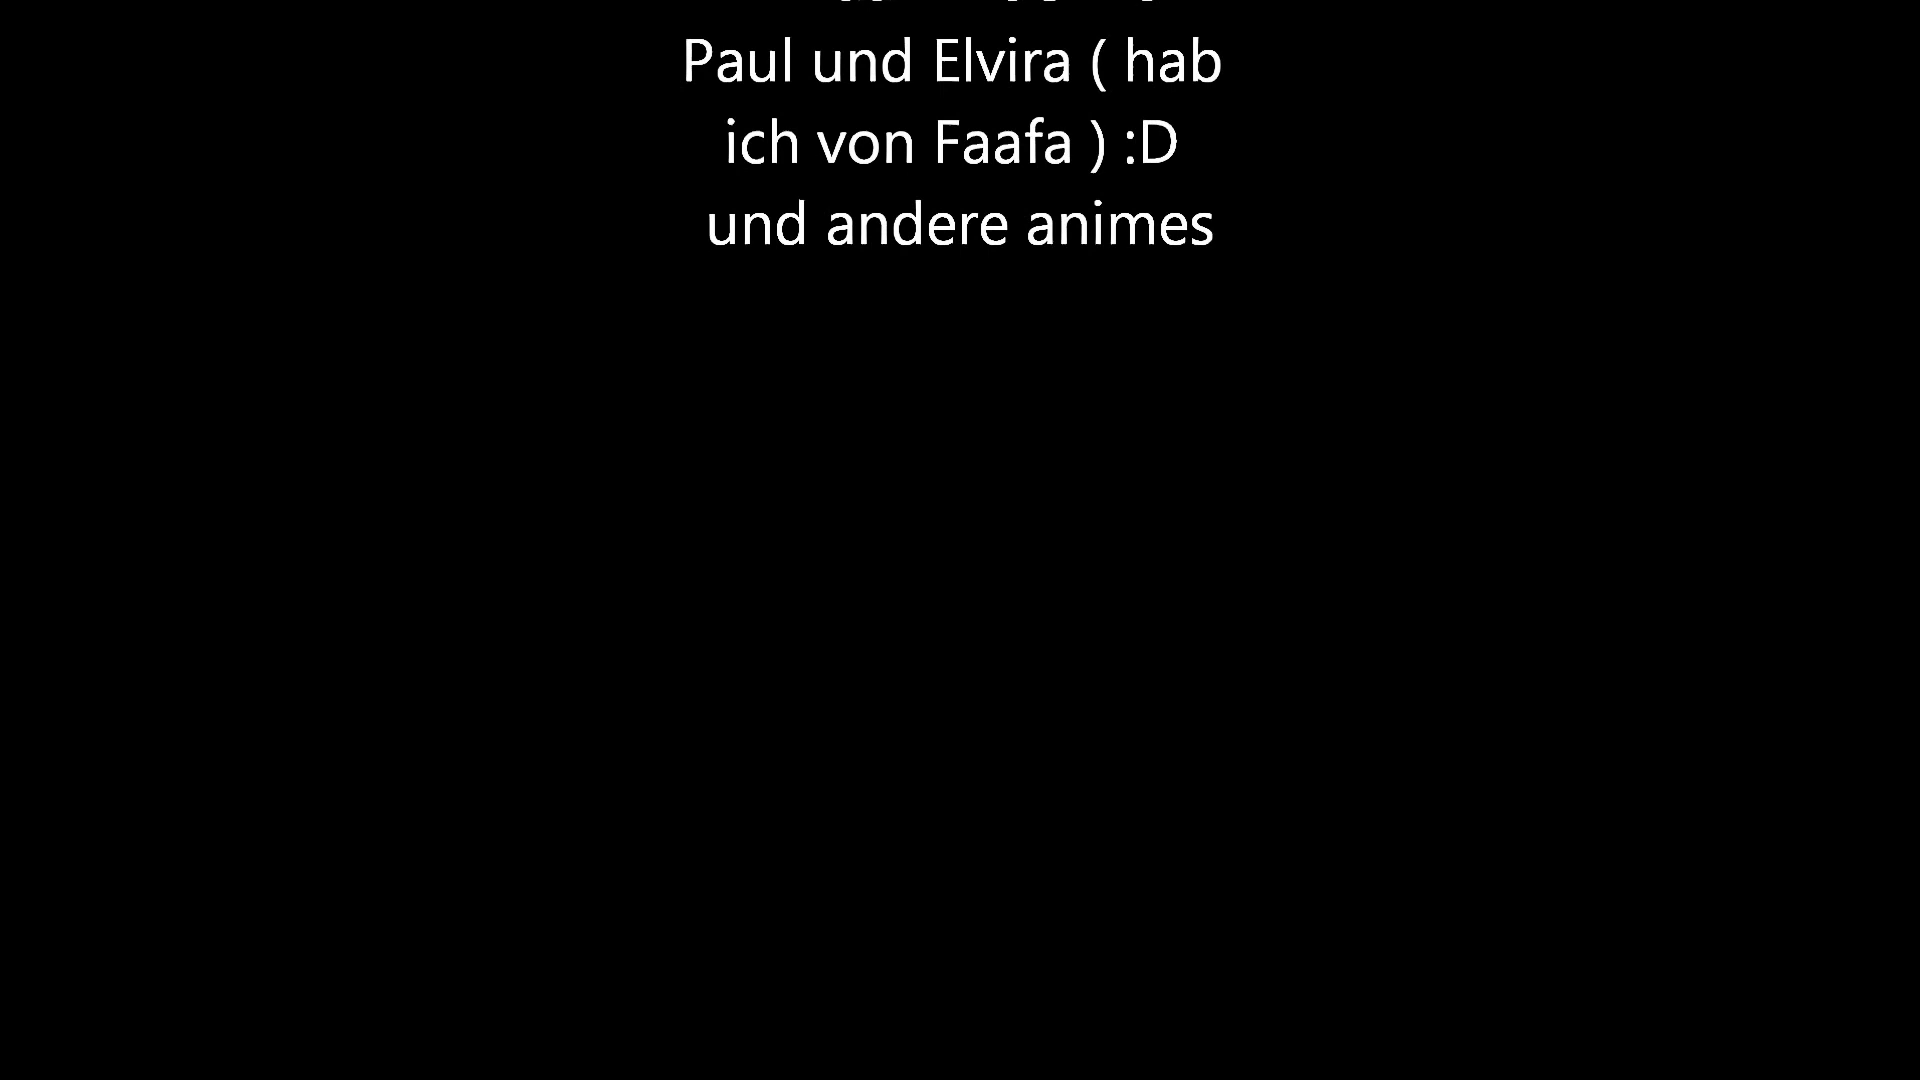 Paul und Elvira ( hab
ich von Faafa ) :D
und andere animes